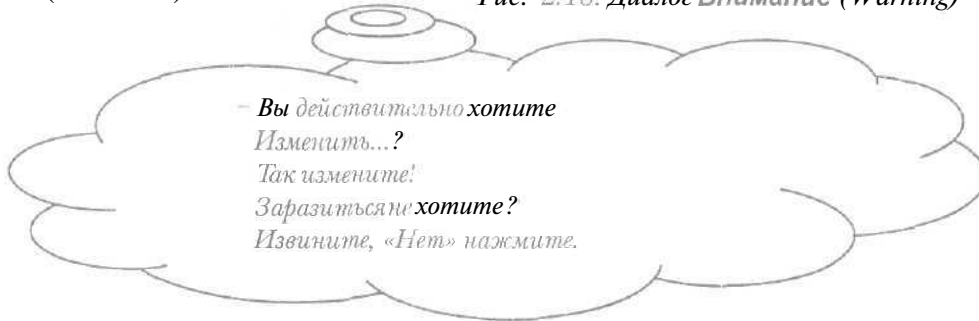 Рис. 2.18. Диалог Внимание (Warning)
– Вы действительно хотите
Изменить...?
Так измените!
Заразиться не хотите?
Извините, «Нет» нажмите.